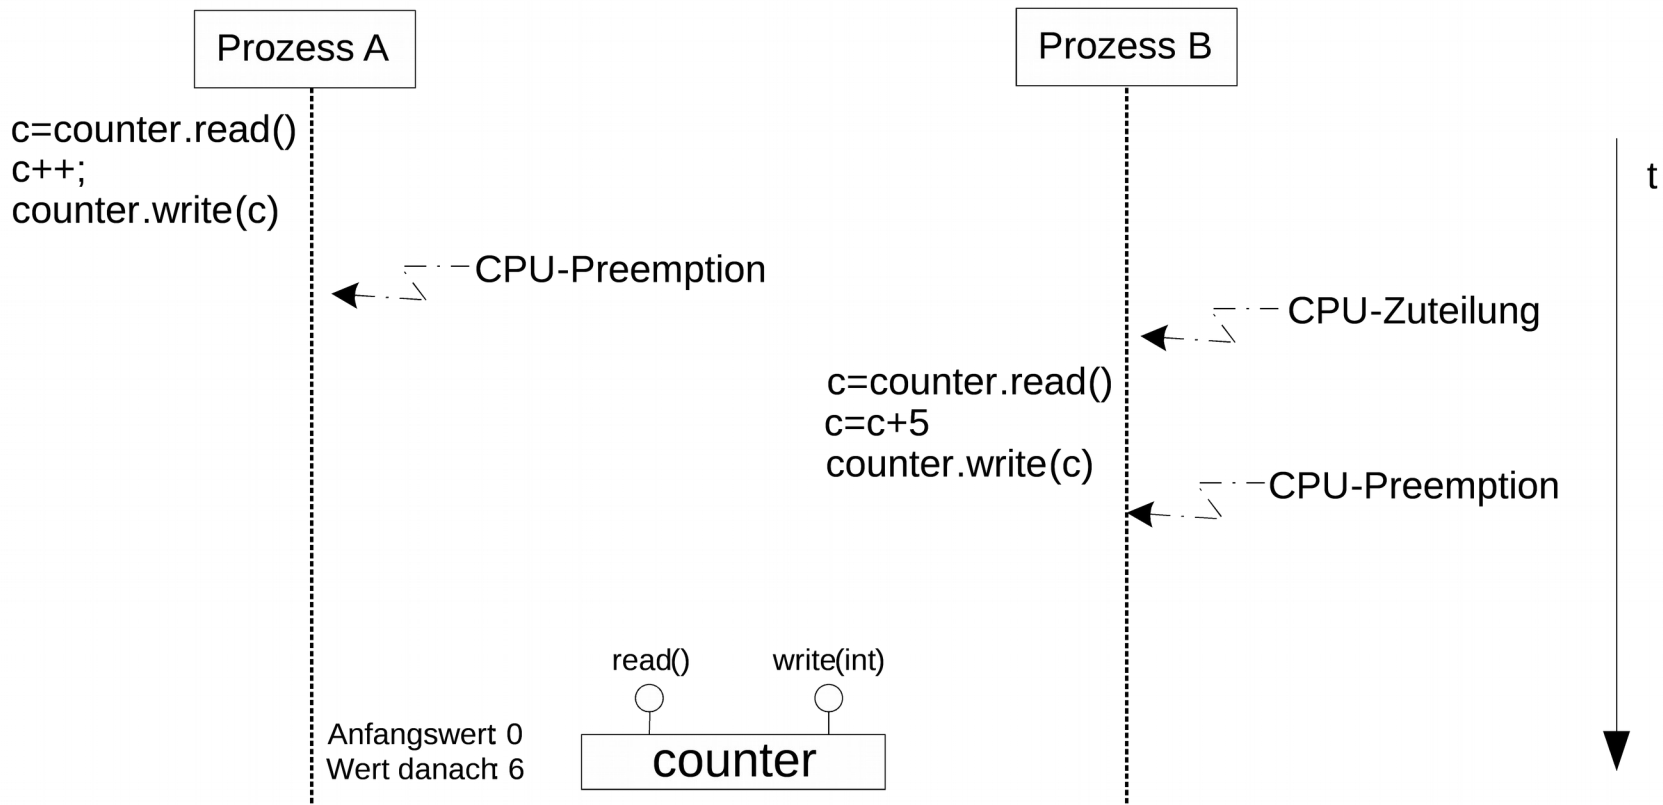 Prozess A
Prozess B
c=counter.read()
c++;
counter.write(c)
t
CPU-Preemption
CPU-Zuteilung
c=counter.read()
c=c+5
counter.write(c)
CPU-Preemption
read()
write(int)
Anfangswert: 0
Wert danach: 6
counter